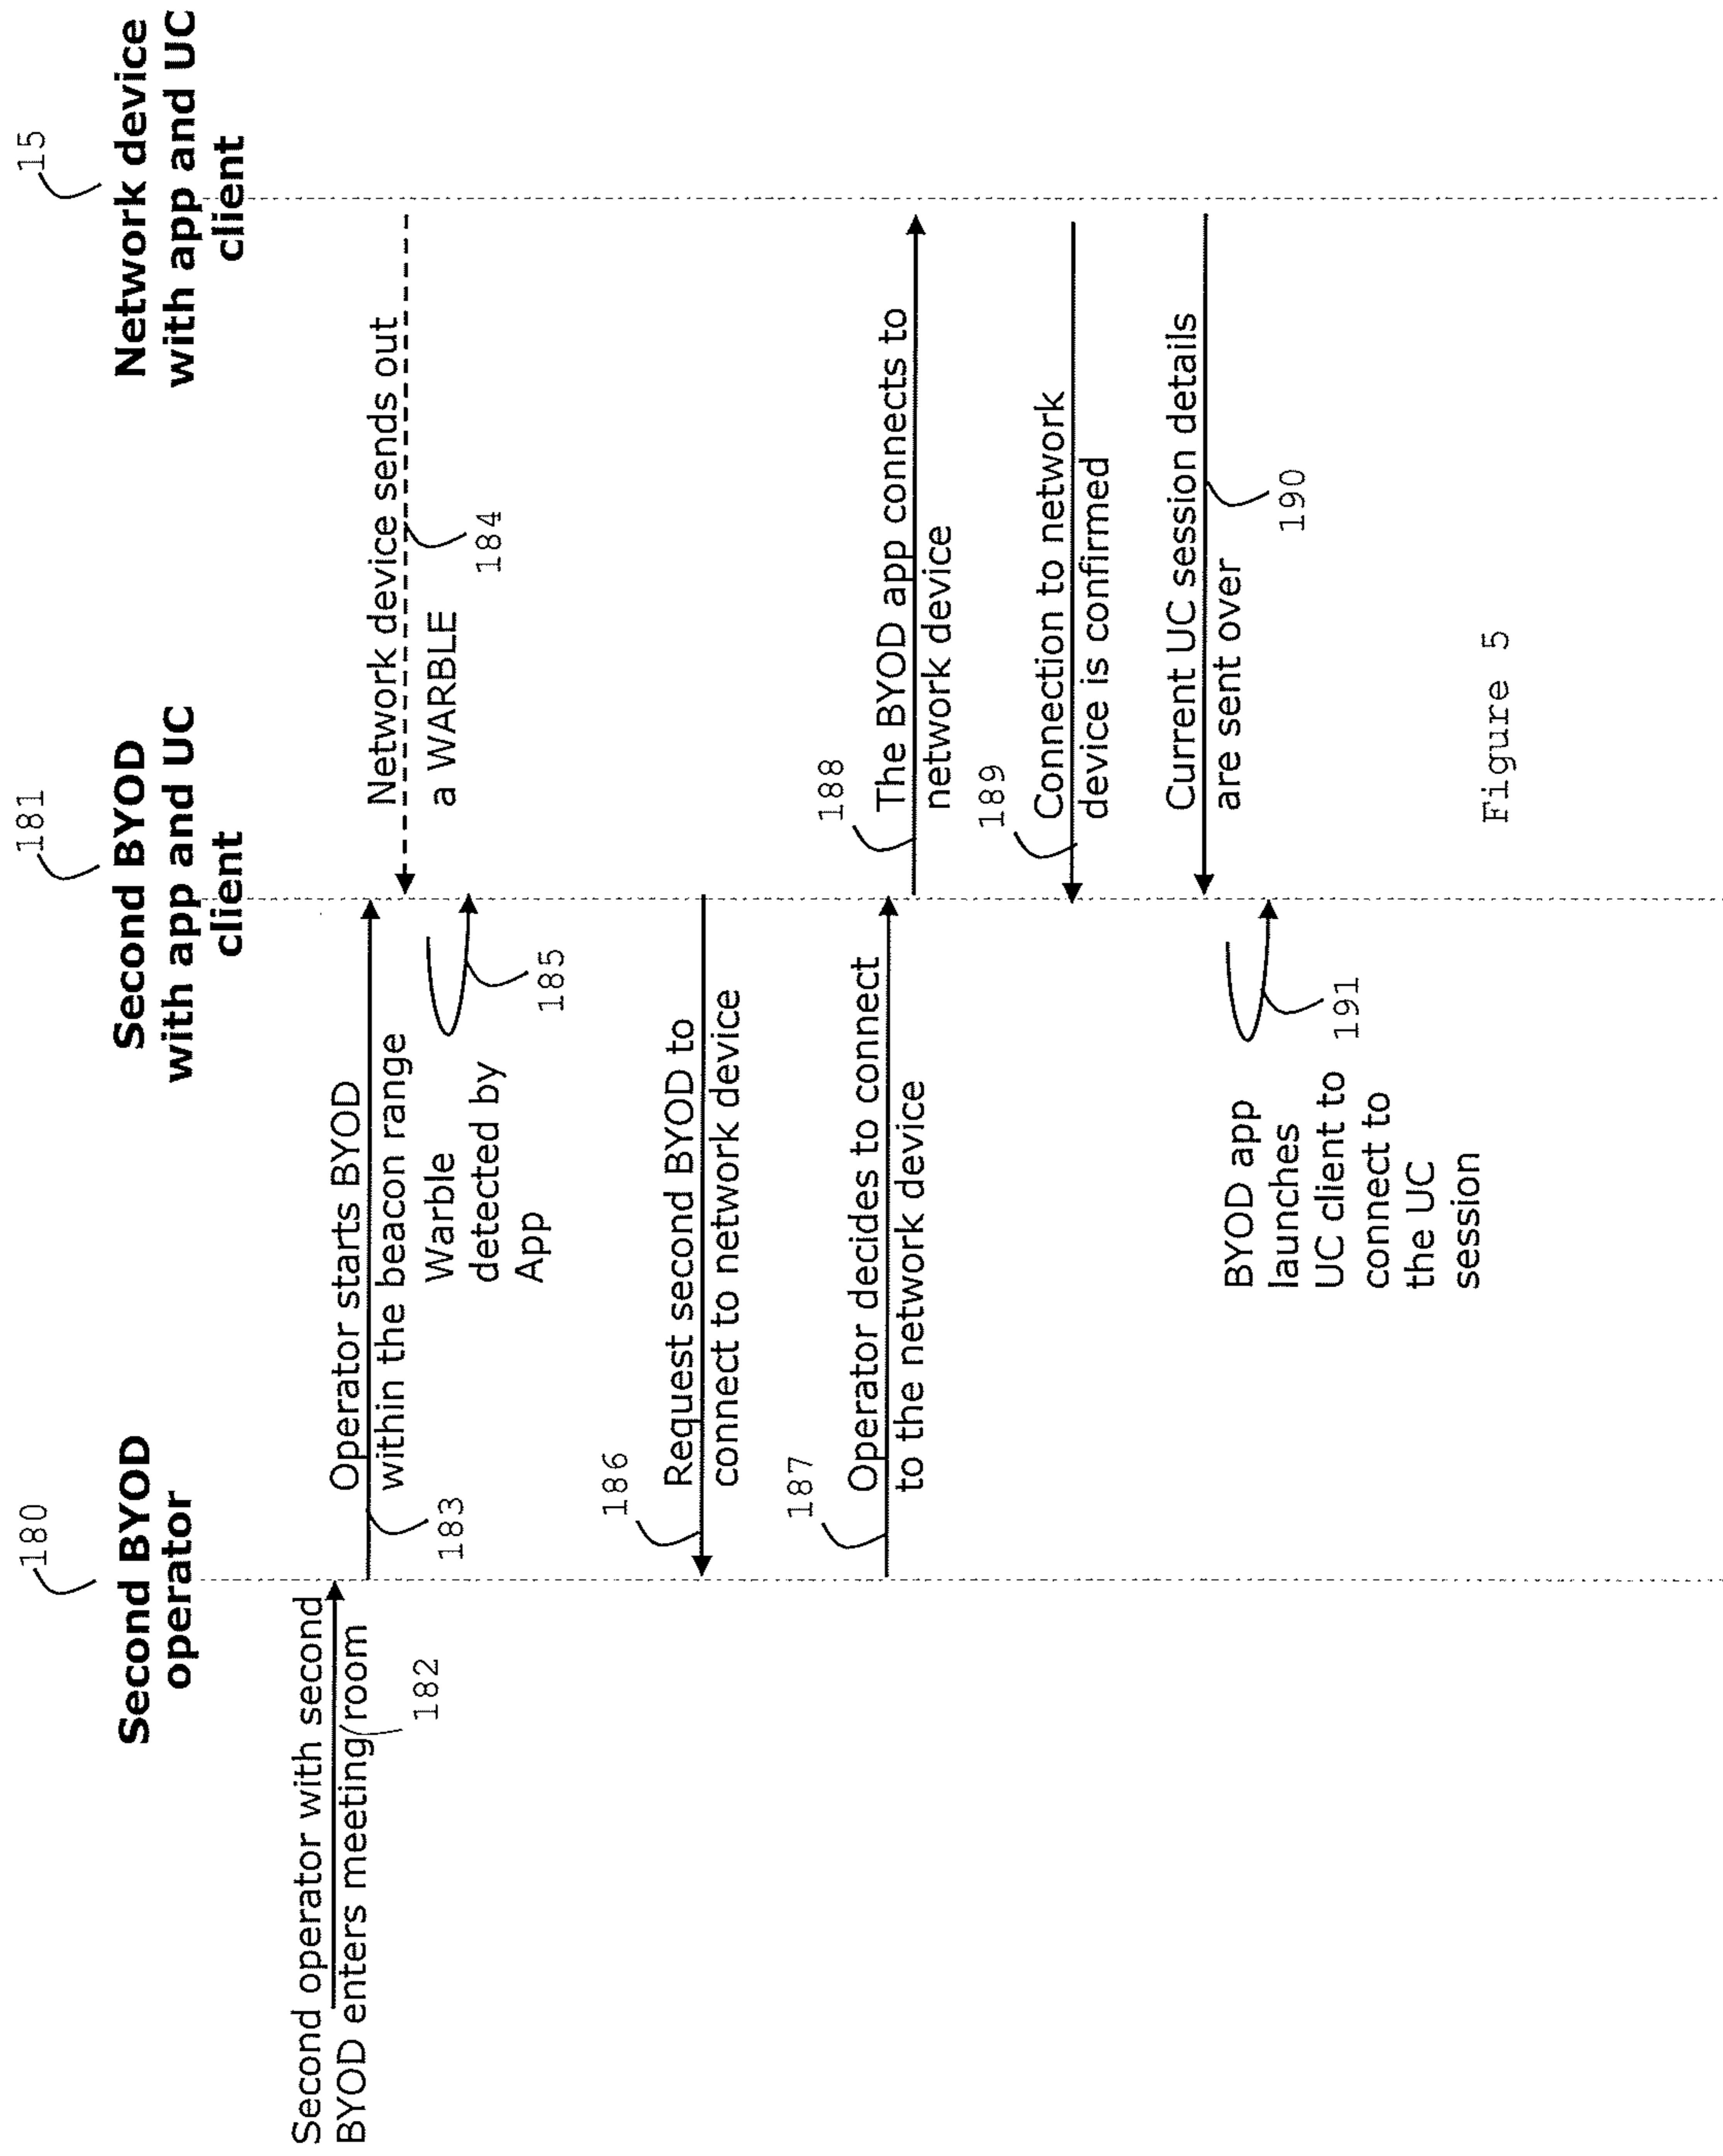 180
Second BYOD
operator
181
Second BYOD
with app and UC
client
15
Network device
with app and UC
client
Second operator with second
BYOD enters meeting room
182
Operator starts BYOD
within the beacon range
183
Network device sends out
a WARBLE
184
Warble
detected by
App
185
186
Request second BYOD to
connect to network device
187
Operator decides to connect
to the network device
188
The BYOD app connects to
network device
189
Connection to network
device is confirmed
Current UC session details
are sent over
190
BYOD app
launches
UC client to
connect to
the UC
session
191
Figure 5